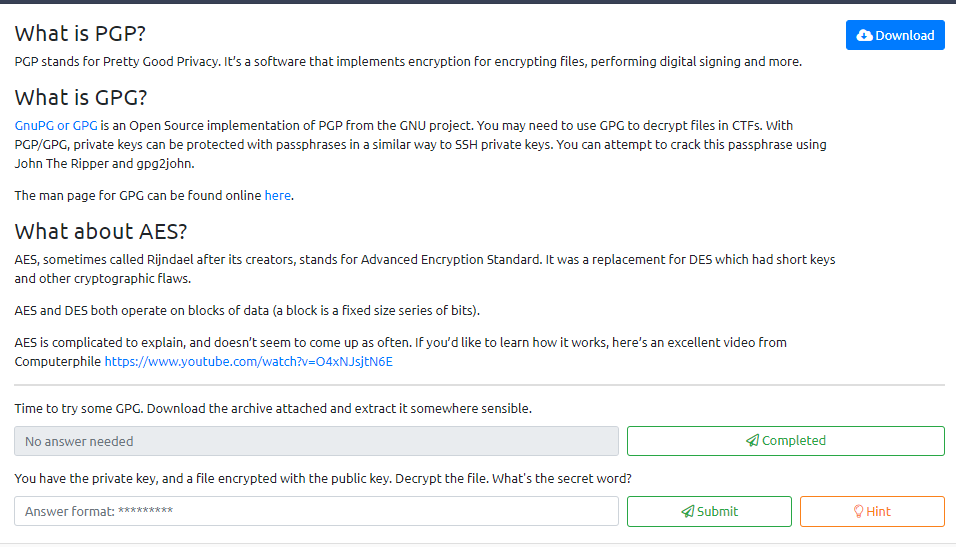 What is PGP?
Download
PGP stands for Pretty Good Privacy. It's a software that implements encryption for encrypting files, performing digital signing and more.
What is GPG?
GnuPG or GPG is an Open Source implementation of PGP from the GNU project. You may need to use GPG to decrypt files in CTFs. With
PGP/GPG, private keys can be protected with passphrases in a similar way to SSH private keys. You can attempt to crack this passphrase using
John The Ripper and gpg2john.
The man page for GPG can be found online here.
What about AES?
AES, sometimes called Rijndael after its creators, stands for Advanced Encryption Standard. It was a replacement for DES which had short keys
and other cryptographic flaws.
AES and DES both operate on blocks of data (a block is a fixed size series of bits).
AES is complicated to explain, and doesn't seem to come up as often. If you'd like to learn how it works, here's an excellent video from
Computerphile https://www.youtube.com/watch?v=O4xNJsjtN6E
Time to try some GPG. Download the archive attached and extract it somewhere sensible.
No answer needed
Completed
You have the private key, and a file encrypted with the public key. Decrypt the file. What's the secret word?
Answer format: *********
Submit
Hint